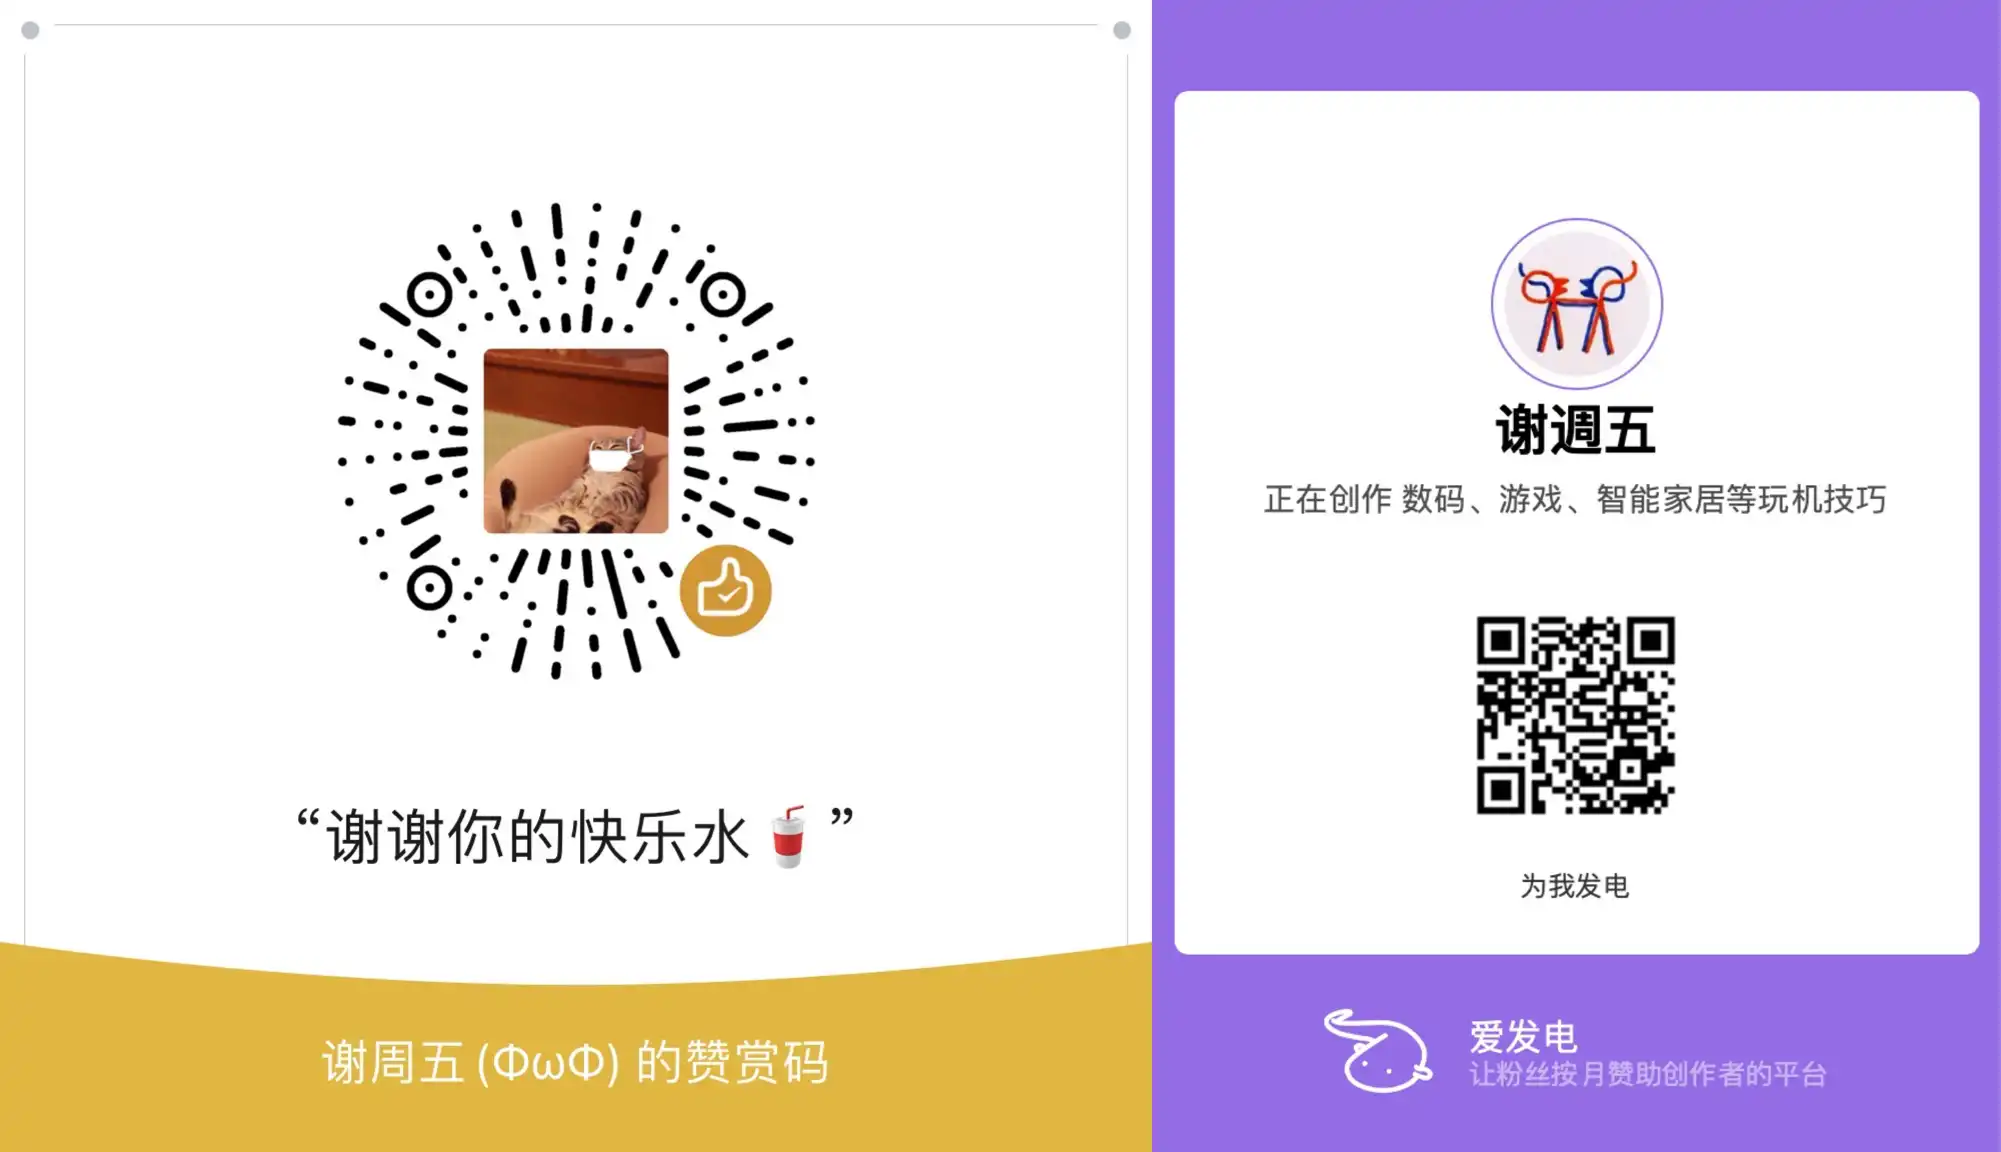 “谢谢你的快乐水🥤”
谢周五 (ΦωΦ) 的赞赏码
谢週五
正在创作 数码、游戏、智能家居等玩机技巧
为我发电
爱发电
让粉丝按月赞助创作者的平台